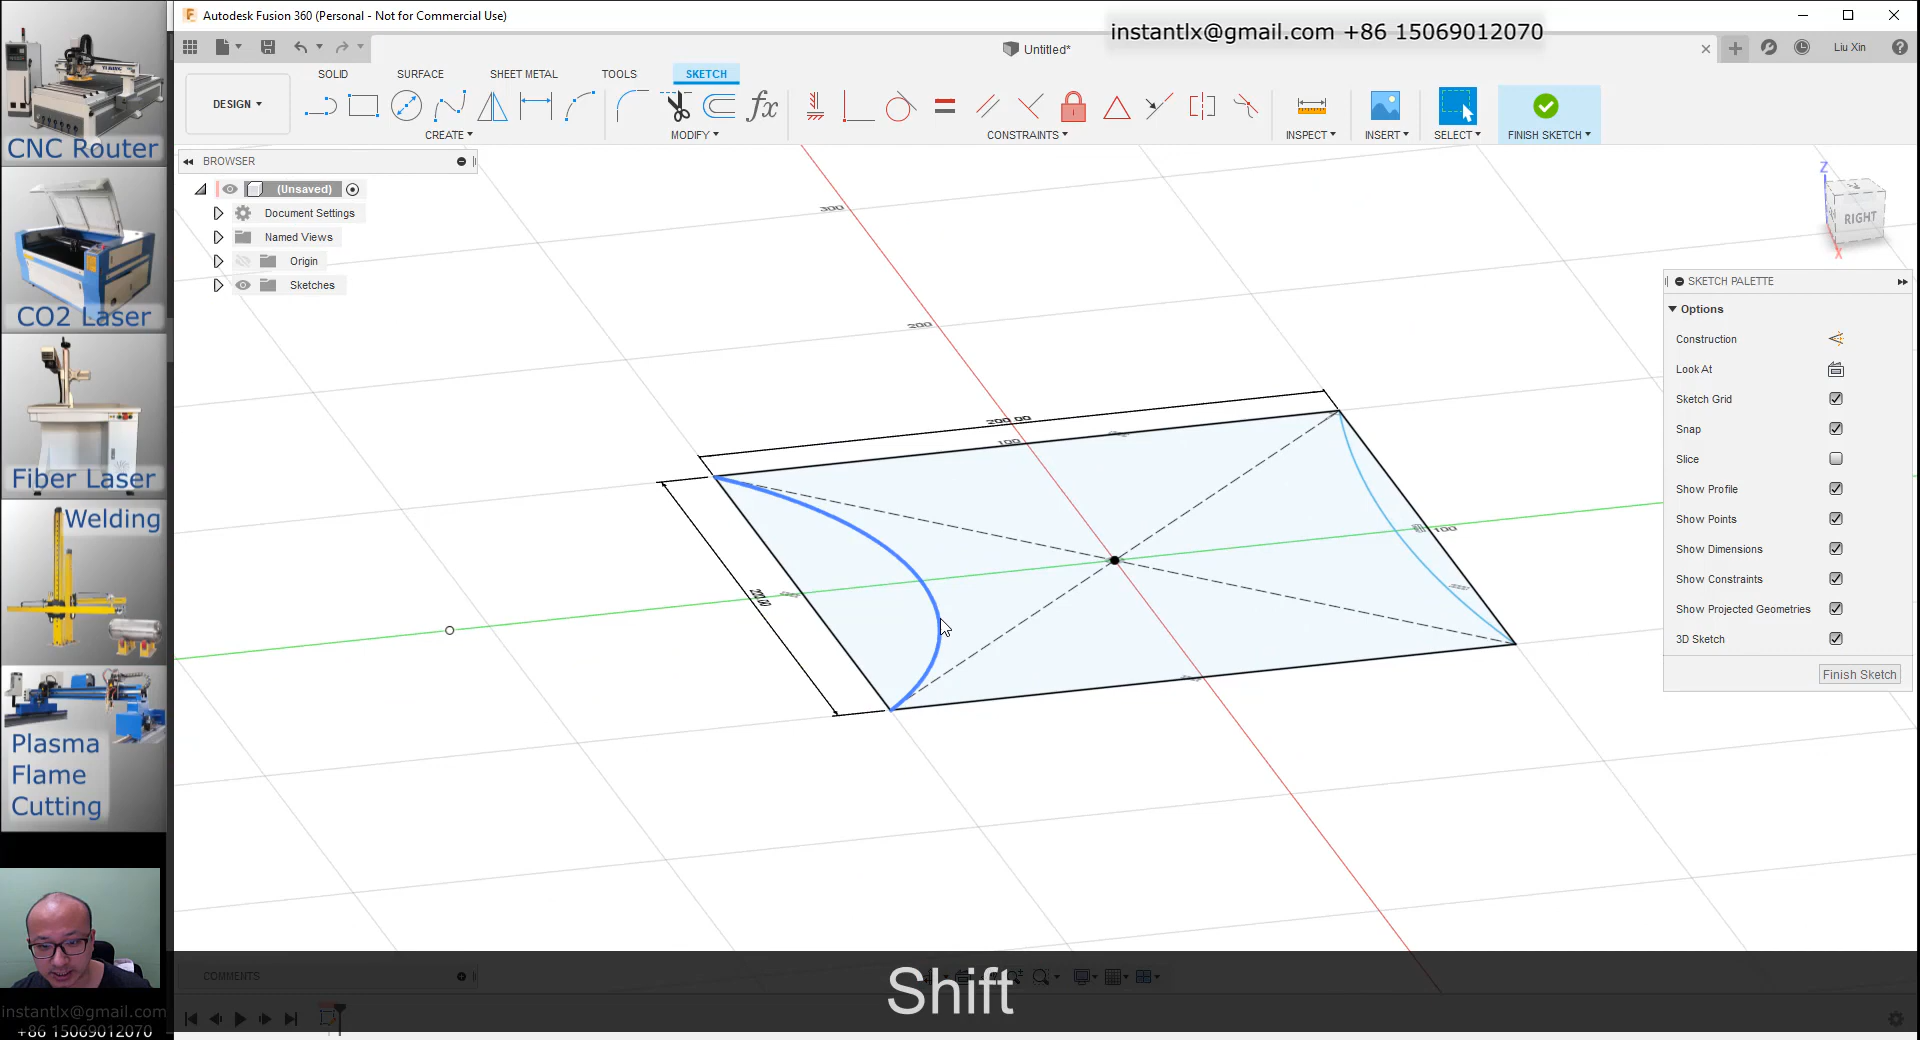 Autodesk Fusion 360 (Personal - Not for Commercial Use)
instantlx@gmail.com +86 15069012070
Untitled*
Liu Xin
DESIGN
SOLID
SURFACE
SHEET METAL
TOOLS
SKETCH
fx
CREATE
MODIFY
CONSTRAINTS
INSPECT
INSERT
SELECT
FINISH SKETCH
BROWSER
(Unsaved)
Document Settings
Named Views
Origin
Sketches
CNC Router
CO2 Laser
Fiber Laser
Welding
Plasma
Flame
Cutting
instantlx@gmail.com
+86 15069012070
300
200
200.00
100
200.00
100
Z
RIGHT
X
SKETCH PALETTE
Options
Construction
Look At
Sketch Grid
Snap
Slice
Show Profile
Show Points
Show Dimensions
Show Constraints
Show Projected Geometries
3D Sketch
Finish Sketch
COMMENTS
Shift